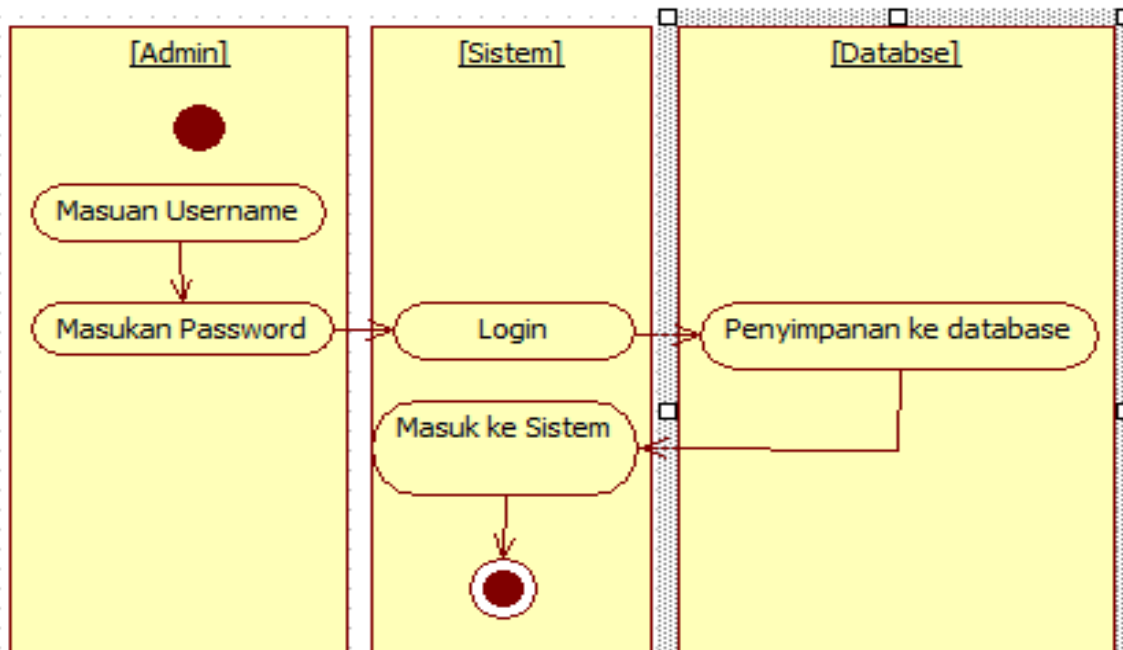 [Admin]
[Sistem]
[Databse]
Masuan Username
Masukan Password
Login
Penyimpanan ke database
Masuk ke Sistem